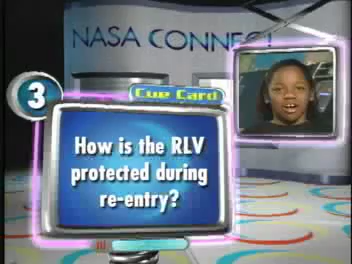 NASA CONNECT
3
Cue Card
How is the RLV
protected during
re-entry?